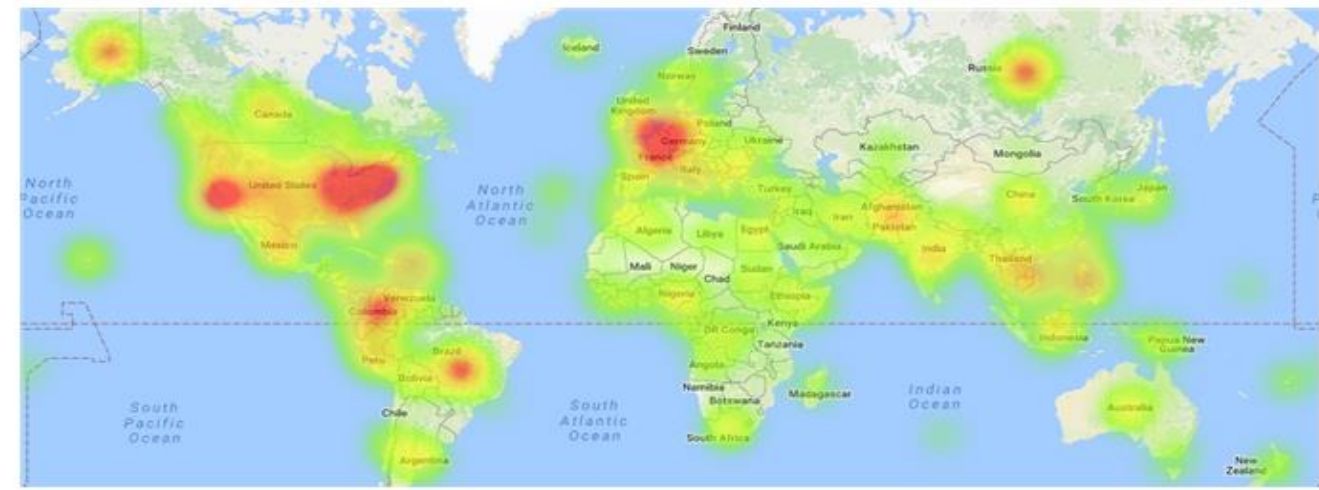 Finland
Iceland
Sweden
Russia
Norway
United
Kingdom
Canada
Poland
Germany
Ukraine
Kazakhstan
Mongolia
France
Italy
Spain
North
Pacific
Ocean
United States
North
Atlantic
Ocean
Turkey
China
Japan
South Korea
Afghanistan
Iraq
Iran
Pakistan
Algeria
Libya
Egypt
Saudi Arabia
India
Mexico
Thailand
Mali
Niger
Chad
Sudan
Venezuela
Nigeria
Ethiopia
Colombia
Kenya
DR Congo
Indonesia
Papua New
Guinea
Tanzania
Peru
Brazil
Angola
Bolivia
Namibia
Botswana
Madagascar
Indian
Ocean
South
Pacific
Ocean
Chile
South
Atlantic
Ocean
Australia
South Africa
Argentina
New
Zealand